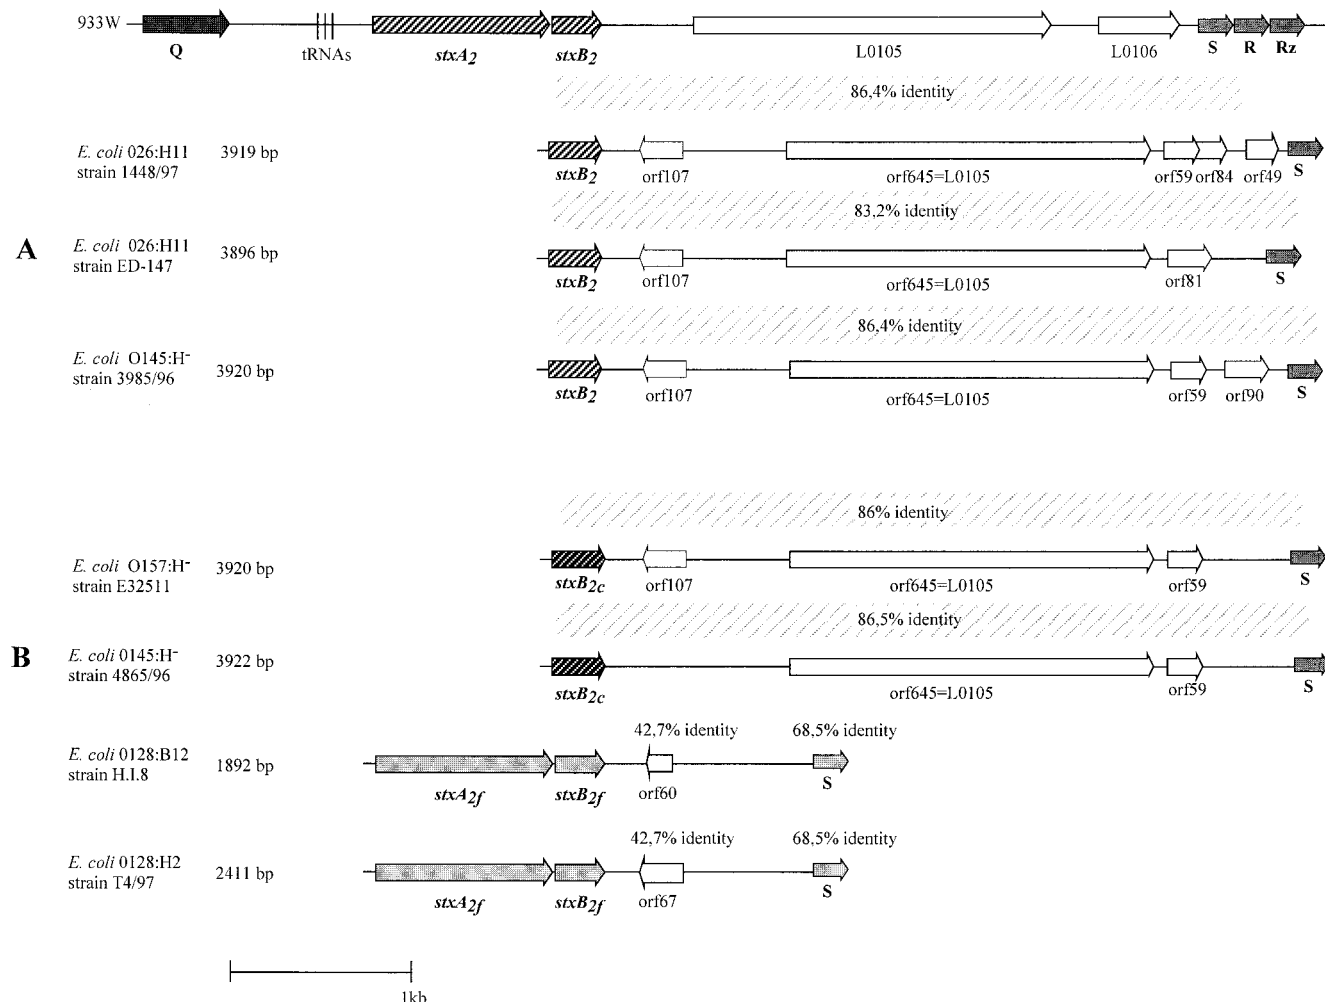 933W
Q
tRNAs
stxA2
stxB2
L0105
L0106
S
R
Rz
86,4% identity
E. coli 026:H11
strain 1448/97
3919 bp
stxB2
orf107
orf645=L0105
orf59
orf84
orf49
S
83,2% identity
A
E. coli 026:H11
strain ED-147
3896 bp
stxB2
orf107
orf645=L0105
orf81
S
86,4% identity
E. coli O145:H-
strain 3985/96
3920 bp
stxB2
orf107
orf645=L0105
orf59
orf90
S
86% identity
E. coli O157:H-
strain E32511
3920 bp
stxB2c
orf107
orf645=L0105
orf59
S
86,5% identity
B
E. coli 0145:H-
strain 4865/96
3922 bp
stxB2c
orf645=L0105
orf59
S
42,7% identity
68,5% identity
E. coli 0128:B12
strain H.I.8
1892 bp
stxA2f
stxB2f
orf60
S
42,7% identity
68,5% identity
E. coli 0128:H2
strain T4/97
2411 bp
stxA2f
stxB2f
orf67
S
1kb